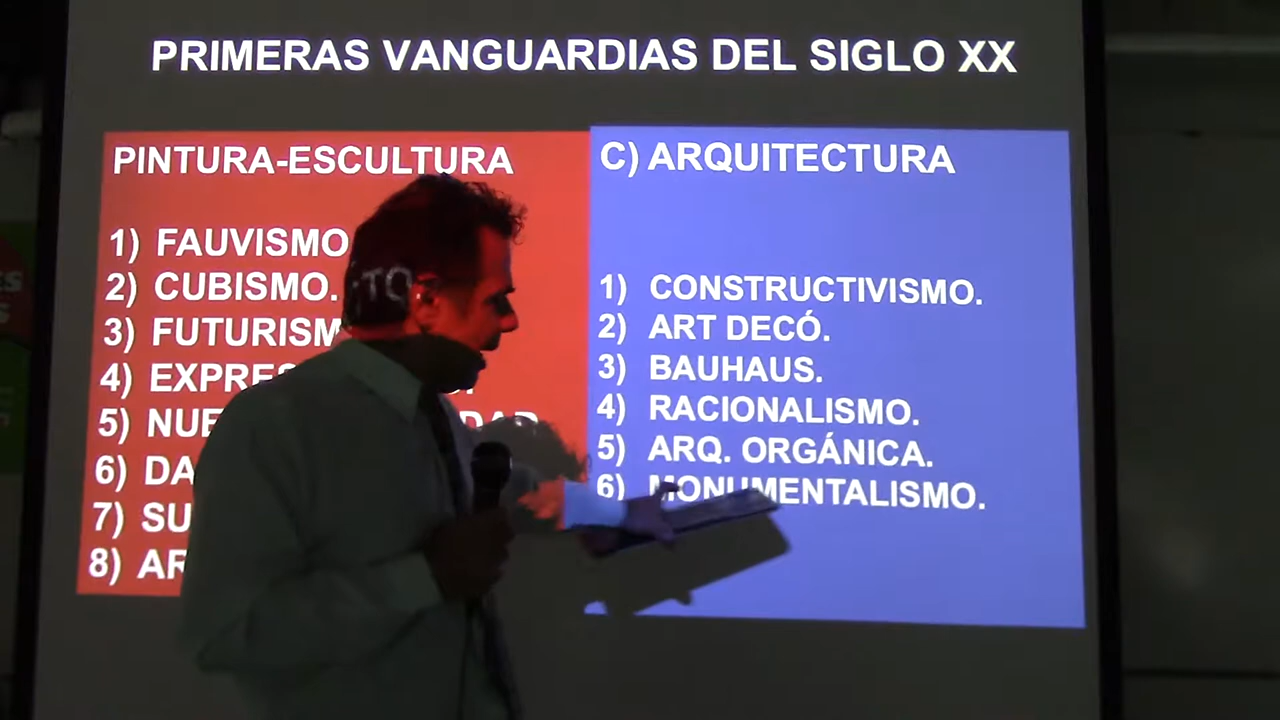 PRIMERAS VANGUARDIAS DEL SIGLO XX
PINTURA-ESCULTURA
1) FAUVISMO
2) CUBISMO.
3) FUTURISM
4) EXPRES
5) NUE DAD
6) DA
7) SU
8) AR
C) ARQUITECTURA
1) CONSTRUCTIVISMO.
2) ART DECÓ.
3) BAUHAUS.
4) RACIONALISMO.
5) ARQ. ORGÁNICA.
6) MONUMENTALISMO.